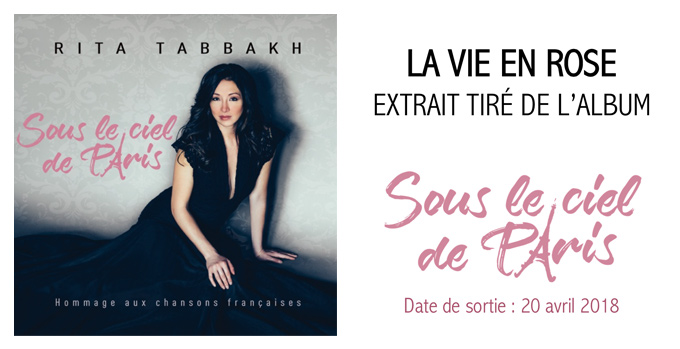 RITA TABBAKH
Sous le ciel
de PAris
Hommage aux chansons françaises
LA VIE EN ROSE
EXTRAIT TIRÉ DE L’ALBUM
Sous le ciel
de PAris
Date de sortie : 20 avril 2018